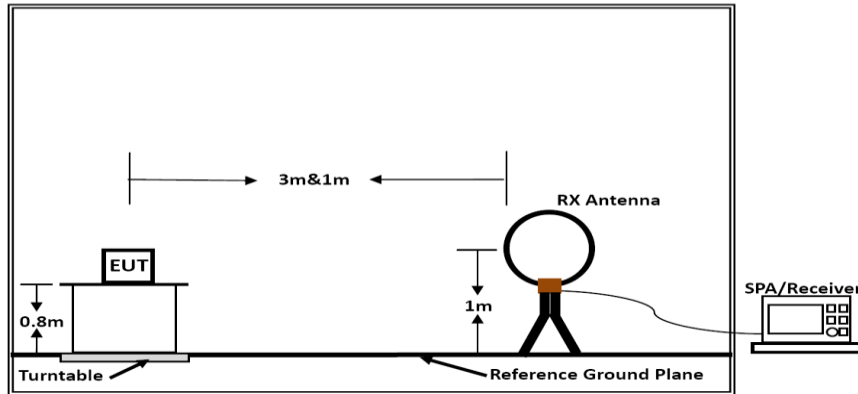 3m&1m
RX Antenna
EUT
SPA/Receiver
0.8m
1m
Turntable
Reference Ground Plane